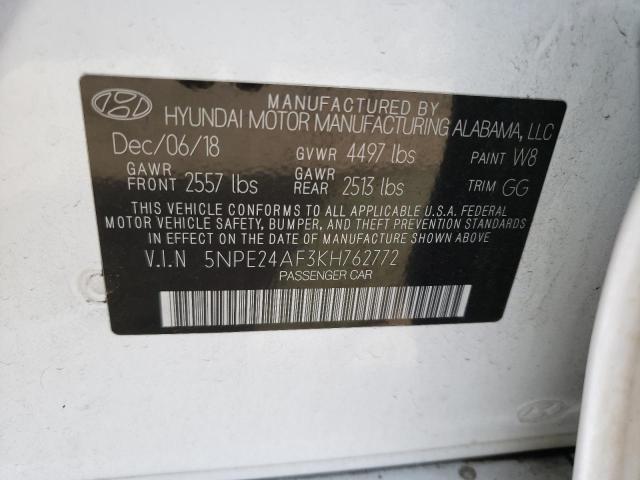 MANUFACTURED BY
HYUNDAI MOTOR MANUFACTURING ALABAMA, LLC
Dec/06/18 GVWR 4497 lbs PAINT W8
GAWR FRONT 2557 lbs GAWR REAR 2513 lbs TRIM GG
THIS VEHICLE CONFORMS TO ALL APPLICABLE U.S.A. FEDERAL
MOTOR VEHICLE SAFETY, BUMPER, AND THEFT PREVENTION STANDARDS
IN EFFECT ON THE DATE OF MANUFACTURE SHOWN ABOVE.
V.I.N 5NPE24AF3KH762772
PASSENGER CAR